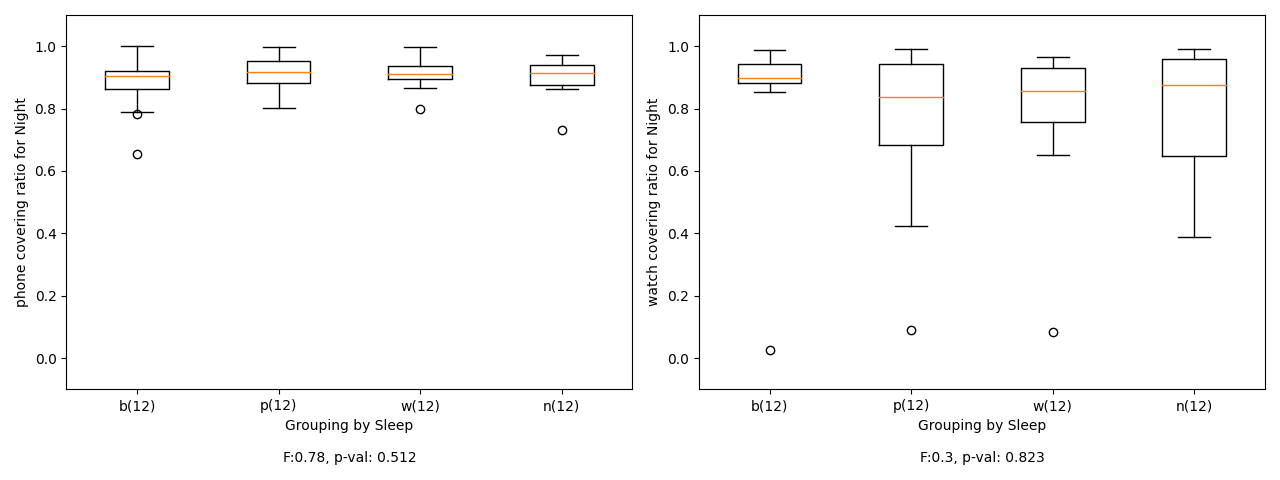 phone covering ratio for Night
1.0
0.8
0.6
0.4
0.2
0.0
b(12) p(12) w(12) n(12)
Grouping by Sleep
F:0.78, p-val: 0.512
watch covering ratio for Night
1.0
0.8
0.6
0.4
0.2
0.0
b(12) p(12) w(12) n(12)
Grouping by Sleep
F:0.3, p-val: 0.823